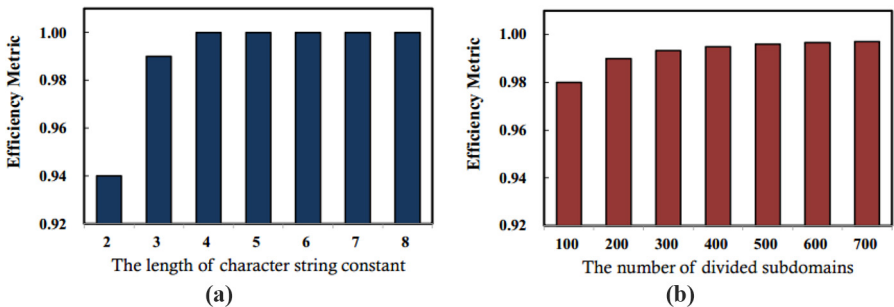 1.00
0.98
0.96
0.94
0.92
Efficiency Metric
2 3 4 5 6 7 8
The length of character string constant
(a)
1.00
0.98
0.96
0.94
0.92
Efficiency Metric
100 200 300 400 500 600 700
The number of divided subdomains
(b)